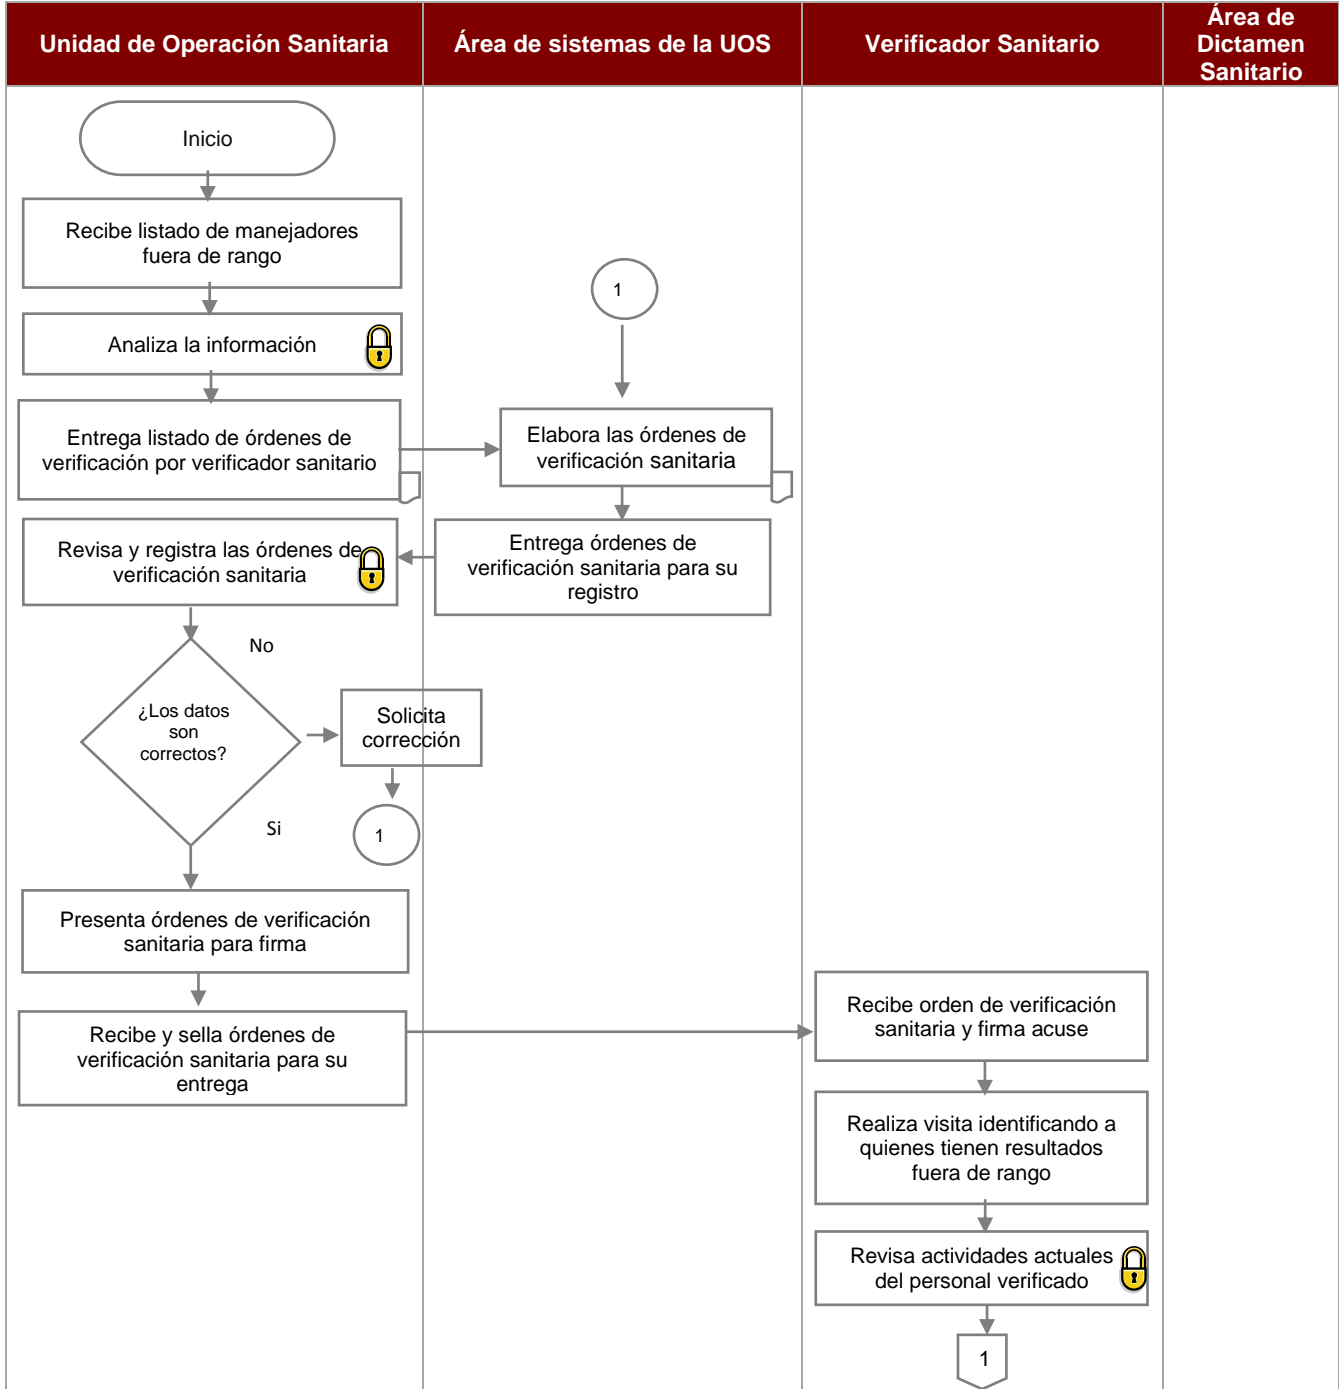 Unidad de Operación Sanitaria
Área de sistemas de la UOS
Verificador Sanitario
Área de
Dictamen
Sanitario
Inicio
Recibe listado de manejadores
fuera de rango
1
Analiza la información
Entrega listado de órdenes de
verificación por verificador sanitario
Elabora las órdenes de
verificación sanitaria
Revisa y registra las órdenes de
verificación sanitaria
Entrega órdenes de
verificación sanitaria para su
registro
No
¿Los datos
son
correctos?
Solicita
corrección
Si
1
Presenta órdenes de verificación
sanitaria para firma
Recibe y sella órdenes de
verificación sanitaria para su
entrega
Recibe orden de verificación
sanitaria y firma acuse
Realiza visita identificando a
quienes tienen resultados
fuera de rango
Revisa actividades actuales
del personal verificado
1